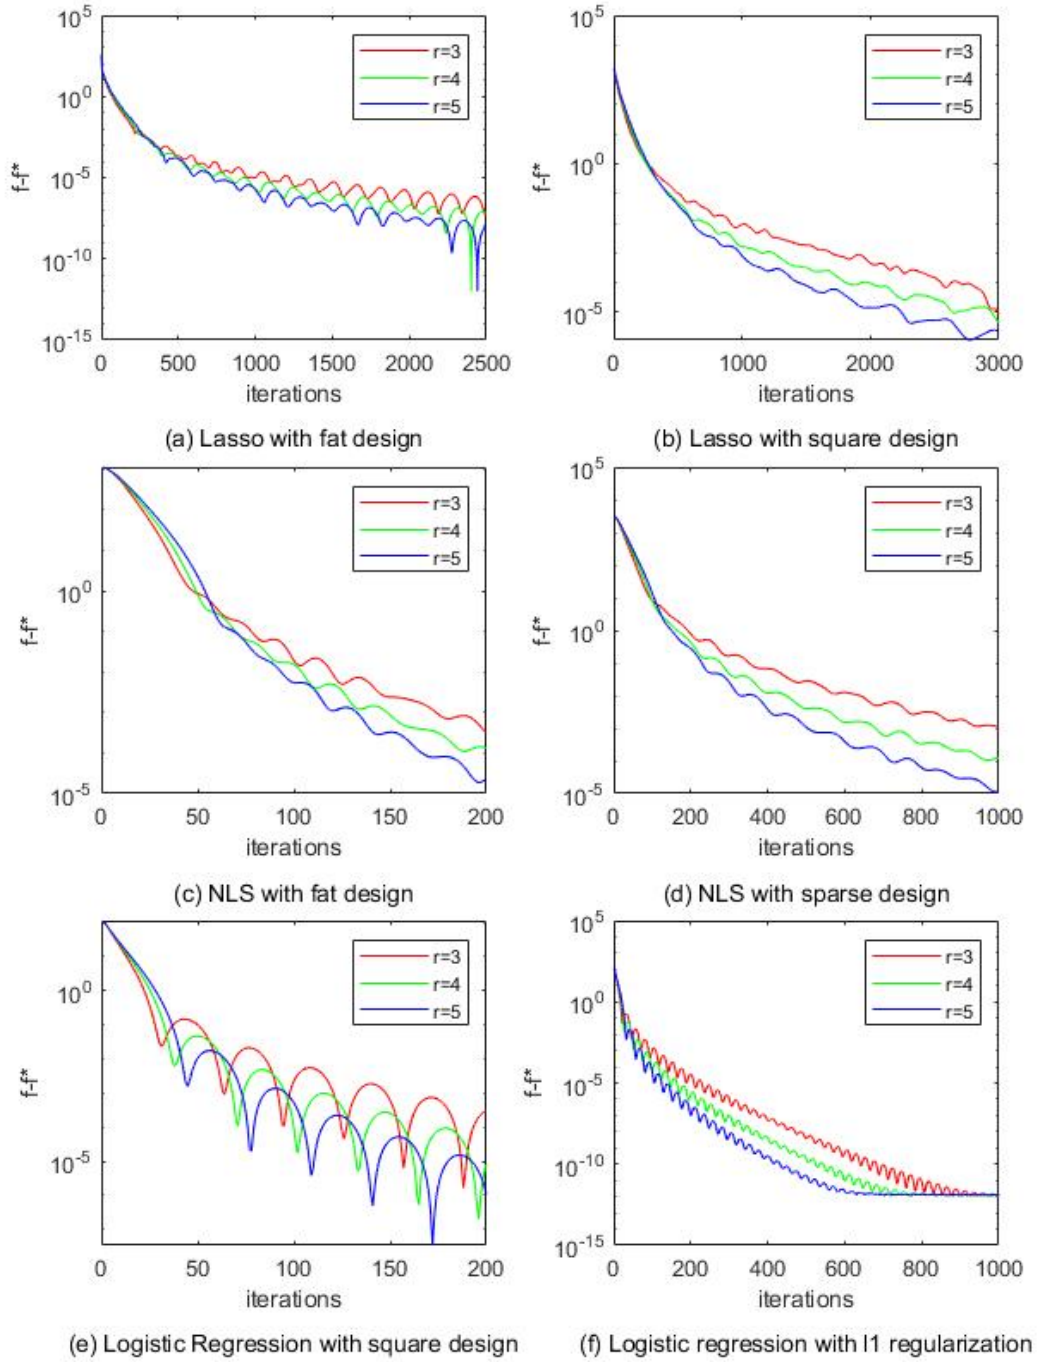 10^5
10^0
10^-5
10^-10
10^-15
f-f*
r=3
r=4
r=5
0 500 1000 1500 2000 2500
iterations
(a) Lasso with fat design
10^0
10^-5
f-f*
r=3
r=4
r=5
0 1000 2000 3000
iterations
(b) Lasso with square design
10^0
10^-5
f-f*
r=3
r=4
r=5
0 50 100 150 200
iterations
(c) NLS with fat design
10^5
10^0
10^-5
f-f*
r=3
r=4
r=5
0 200 400 600 800 1000
iterations
(d) NLS with sparse design
10^0
10^-5
f-f*
r=3
r=4
r=5
0 50 100 150 200
iterations
(e) Logistic Regression with square design
10^5
10^0
10^-5
10^-10
10^-15
f-f*
r=3
r=4
r=5
0 200 400 600 800 1000
iterations
(f) Logistic regression with l1 regularization